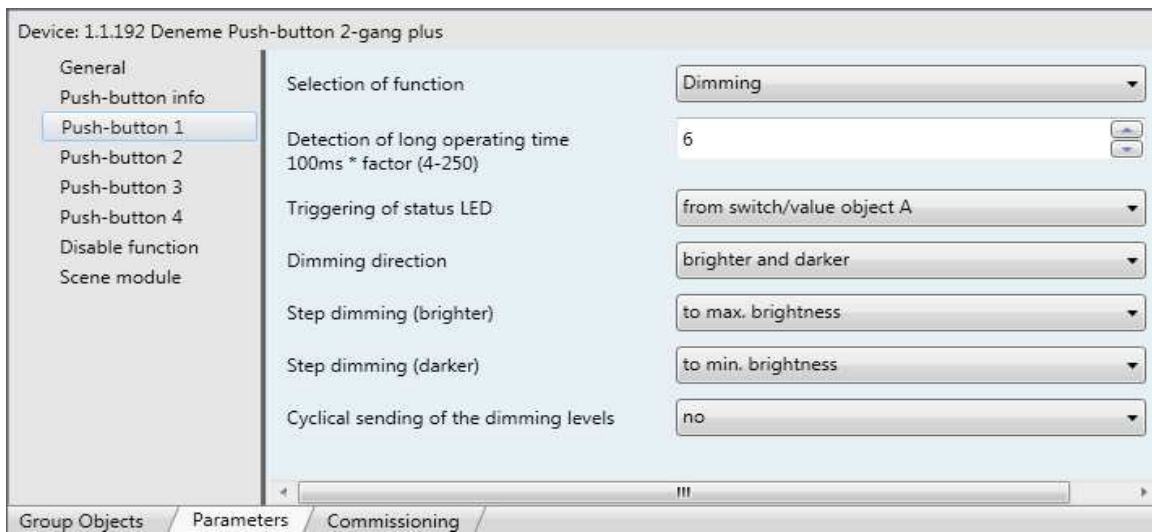 Device: 1.1.192 Deneme Push-button 2-gang plus
General
Push-button info
Push-button 1
Push-button 2
Push-button 3
Push-button 4
Disable function
Scene module
Selection of function
Dimming
Detection of long operating time
100ms * factor (4-250)
6
Triggering of status LED
from switch/value object A
Dimming direction
brighter and darker
Step dimming (brighter)
to max. brightness
Step dimming (darker)
to min. brightness
Cyclical sending of the dimming levels
no
Group Objects
Parameters
Commissioning